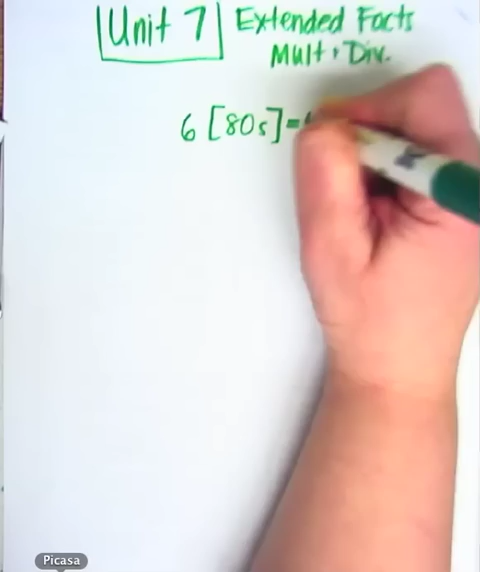 Unit 7 Extended Facts
Mult + Div.
6 [80s]=
Picasa